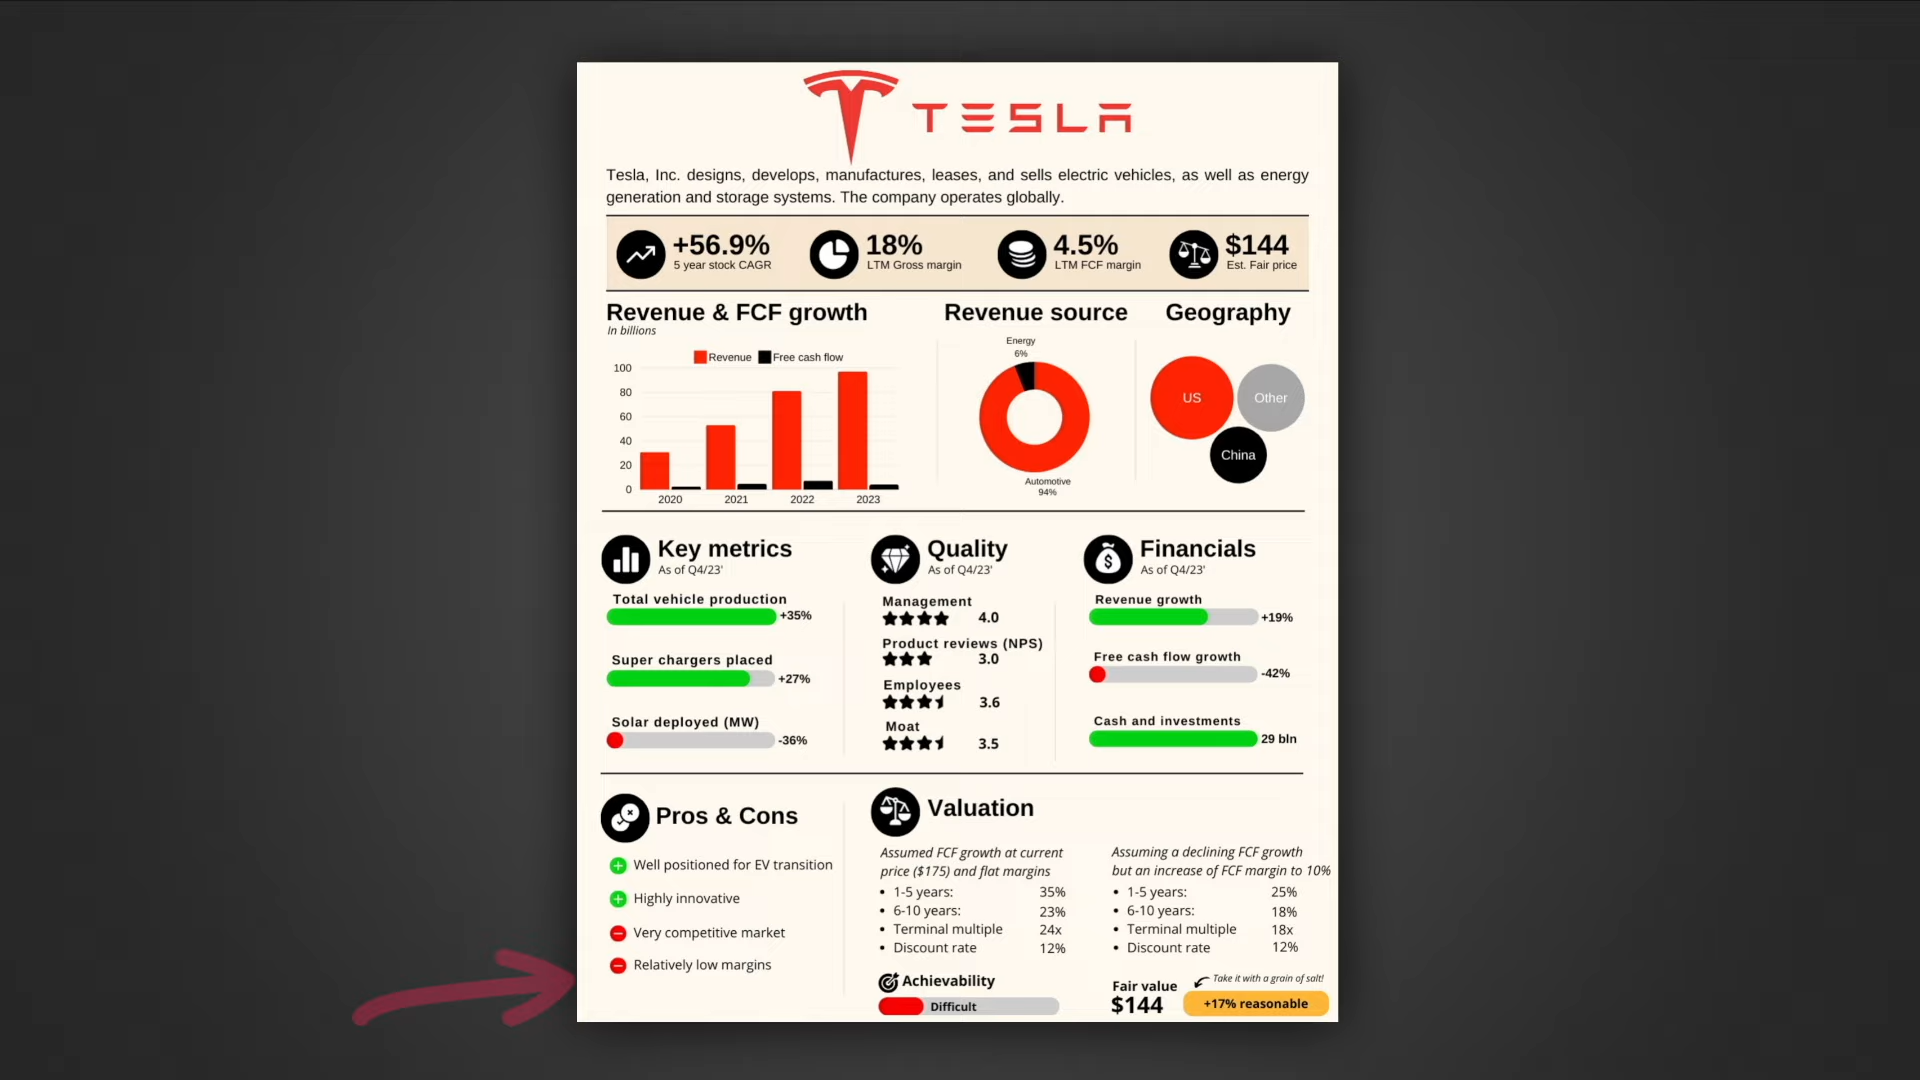 TESLA
Tesla, Inc. designs, develops, manufactures, leases, and sells electric vehicles, as well as energy
generation and storage systems. The company operates globally.
+56.9%
5 year stock CAGR
18%
LTM Gross margin
4.5%
LTM FCF margin
$144
Est. Fair price
Revenue & FCF growth
In billions
Revenue
Free cash flow
100
80
60
40
20
0
2020
2021
2022
2023
Revenue source
Energy
6%
Automotive
94%
Geography
US
Other
China
Key metrics
As of Q4/23'
Total vehicle production
+35%
Super chargers placed
+27%
Solar deployed (MW)
-36%
Quality
As of Q4/23'
Management
4.0
Product reviews (NPS)
3.0
Employees
3.6
Moat
3.5
Financials
As of Q4/23'
Revenue growth
+19%
Free cash flow growth
-42%
Cash and investments
29 bln
Pros & Cons
Well positioned for EV transition
Highly innovative
Very competitive market
Relatively low margins
Valuation
Assumed FCF growth at current
price ($175) and flat margins
• 1-5 years: 35%
• 6-10 years: 23%
• Terminal multiple 24x
• Discount rate 12%
Achievability
Difficult
Assuming a declining FCF growth
but an increase of FCF margin to 10%
• 1-5 years: 25%
• 6-10 years: 18%
• Terminal multiple 18x
• Discount rate 12%
Fair value
$144
Take it with a grain of salt!
+17% reasonable